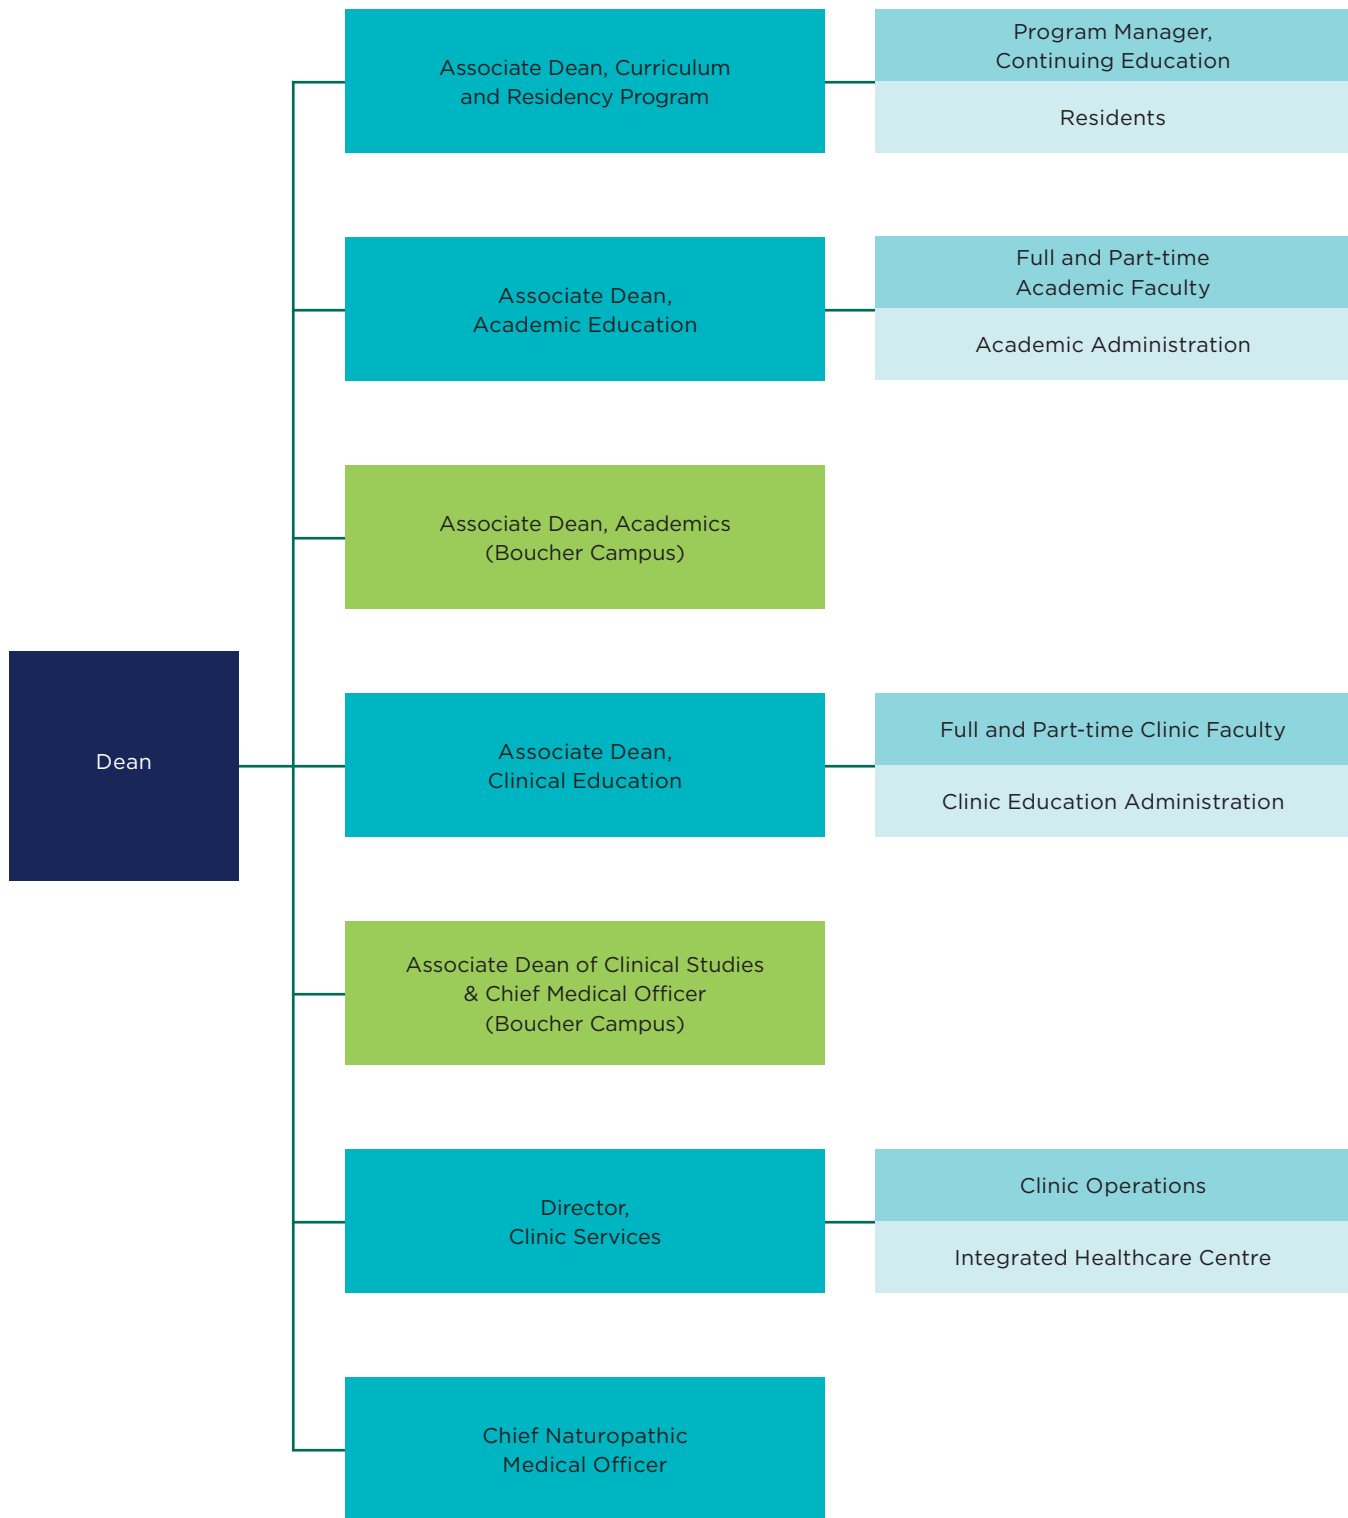 Associate Dean, Curriculum
and Residency Program
Program Manager,
Continuing Education
Residents
Associate Dean,
Academic Education
Full and Part-time
Academic Faculty
Academic Administration
Associate Dean, Academics
(Boucher Campus)
Dean
Associate Dean,
Clinical Education
Full and Part-time Clinic Faculty
Clinic Education Administration
Associate Dean of Clinical Studies
& Chief Medical Officer
(Boucher Campus)
Director,
Clinic Services
Clinic Operations
Integrated Healthcare Centre
Chief Naturopathic
Medical Officer